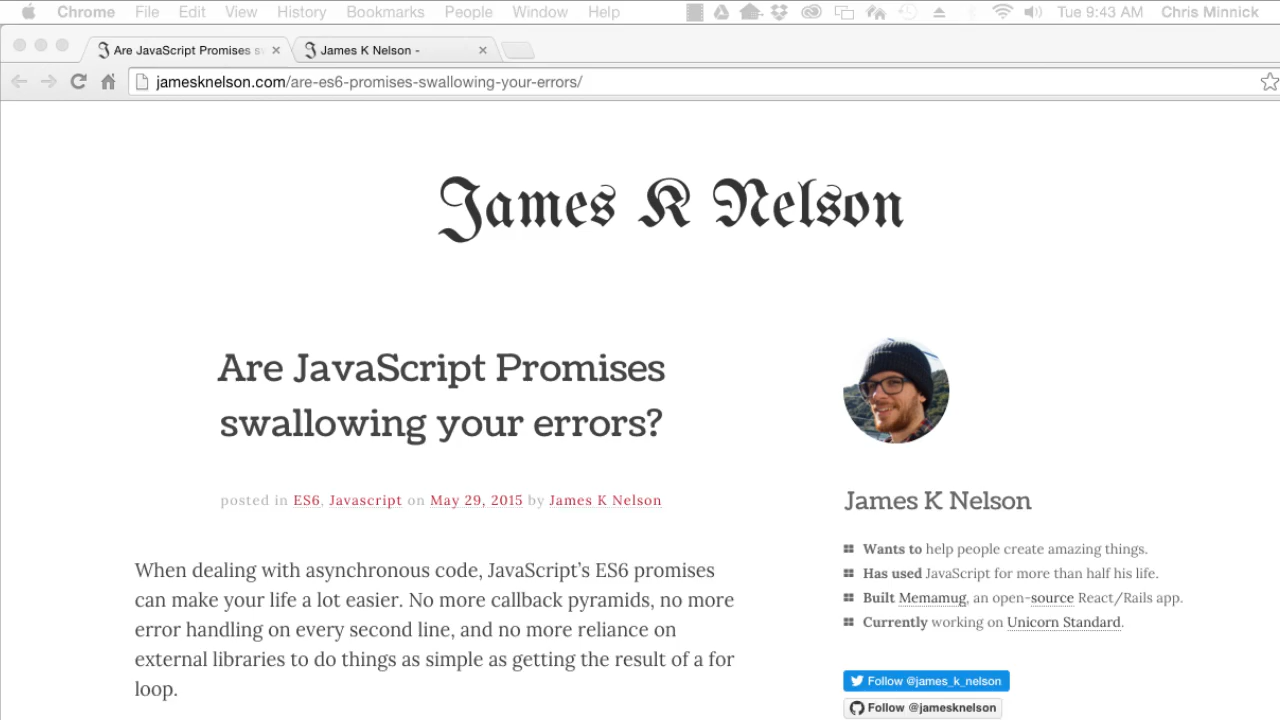 Chrome File Edit View History Bookmarks People Window Help Tue 9:43 AM Chris Minnick
Are JavaScript Promises s
James K Nelson -
jamesknelson.com/are-es6-promises-swallowing-your-errors/
James K Nelson
Are JavaScript Promises
swallowing your errors?
posted in ES6, Javascript on May 29, 2015 by James K Nelson
When dealing with asynchronous code, JavaScript's ES6 promises
can make your life a lot easier. No more callback pyramids, no more
error handling on every second line, and no more reliance on
external libraries to do things as simple as getting the result of a for
loop.
James K Nelson
Wants to help people create amazing things.
Has used JavaScript for more than half his life.
Built Memamug, an open-source React/Rails app.
Currently working on Unicorn Standard.
Follow @james_k_nelson
Follow @jamesknelson